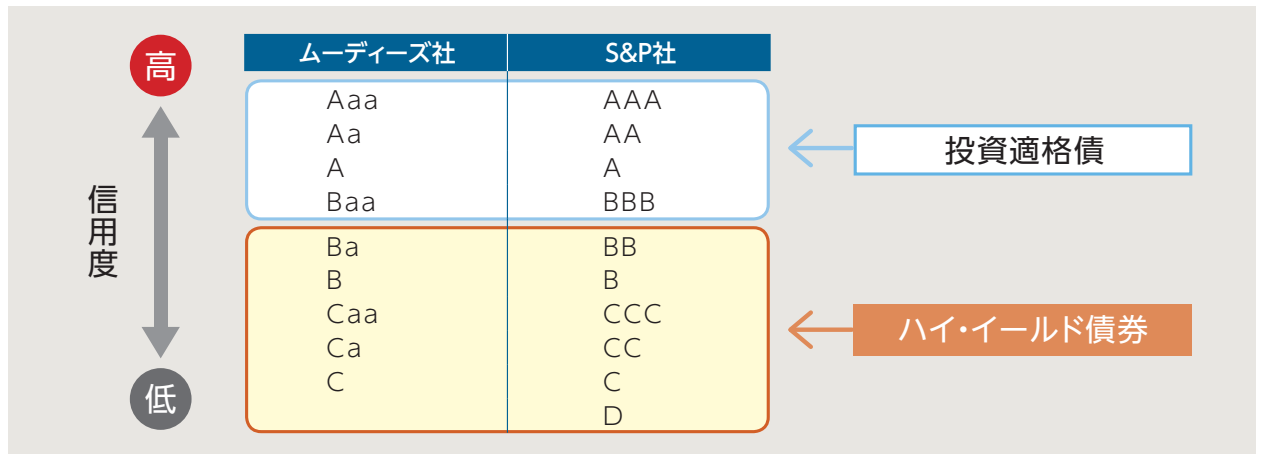 高
信用度
低
ムーディーズ社 S&P社
Aaa AAA
Aa AA
A A
Baa BBB
Ba BB
B B
Caa CCC
Ca CC
C C
D
投資適格債
ハイ・イールド債券